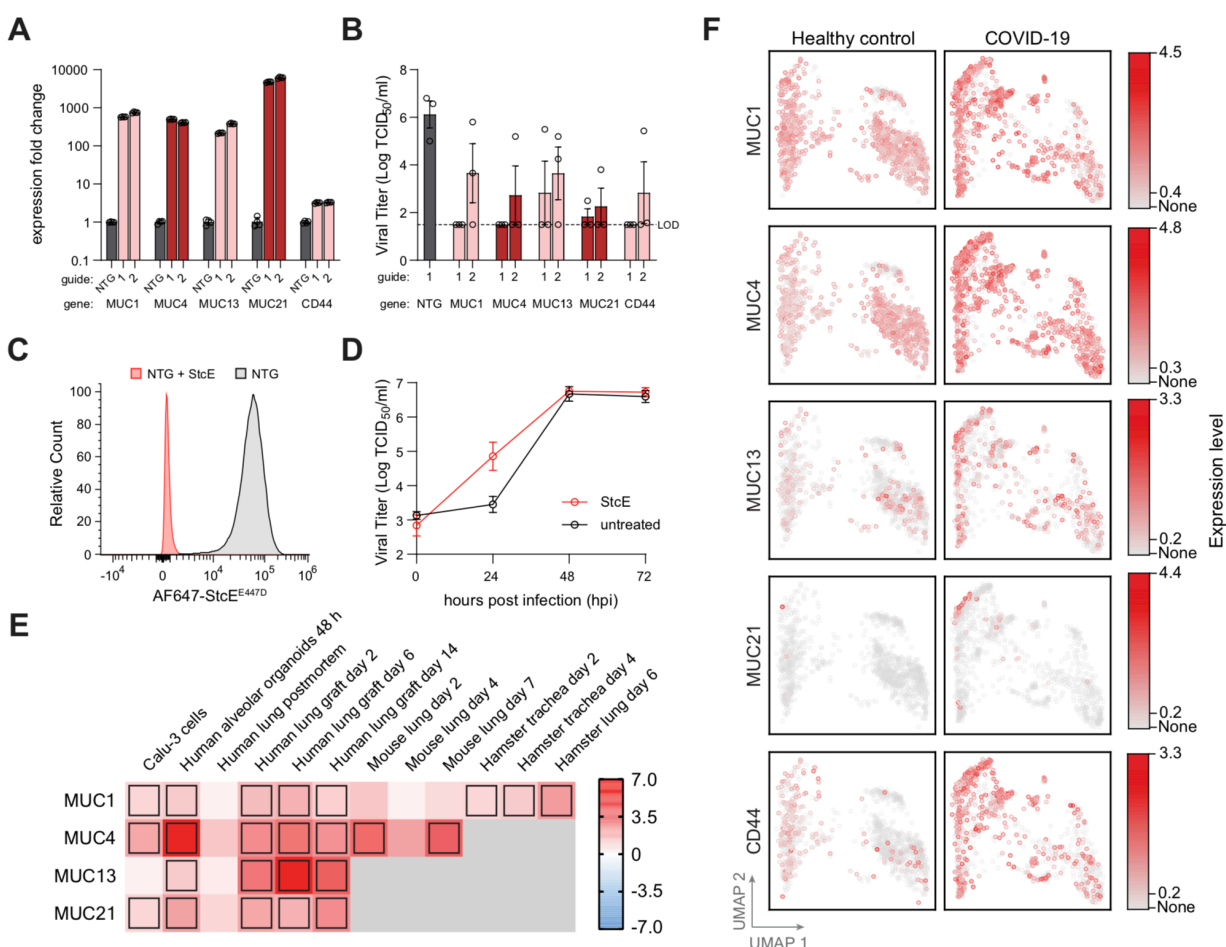 A
expression fold change
10000
1000
100
10
1
0.1
guide: NTG 1 2 NTG 1 2 NTG 1 2 NTG 1 2 NTG 1 2
gene: MUC1 MUC4 MUC13 MUC21 CD44
B
Viral Titer (Log TCID50/ml)
8
6
4
2
0
LOD
guide: 1 1 2 1 2 1 2 1 2 1 2
gene: NTG MUC1 MUC4 MUC13 MUC21 CD44
C
NTG + StcE NTG
Relative Count
100
80
60
40
20
0
-10^4 0 10^4 10^5 10^6
AF647-StcE^E447D
D
Viral Titer (Log TCID50/ml)
7
6
5
4
3
2
StcE
untreated
0 24 48 72
hours post infection (hpi)
E
Calu-3 cells
Human alveolar organoids 48 h
Human lung postmortem
Human lung graft day 2
Human lung graft day 6
Human lung graft day 14
Mouse lung day 2
Mouse lung day 4
Mouse lung day 7
Hamster trachea day 2
Hamster trachea day 4
Hamster lung day 6
MUC1
MUC4
MUC13
MUC21
7.0
3.5
0
-3.5
-7.0
F
Healthy control COVID-19
MUC1
4.5
0.4
None
MUC4
4.8
0.3
None
MUC13
3.3
0.2
None
MUC21
4.4
0.2
None
CD44
3.3
0.2
None
Expression level
UMAP 2
UMAP 1